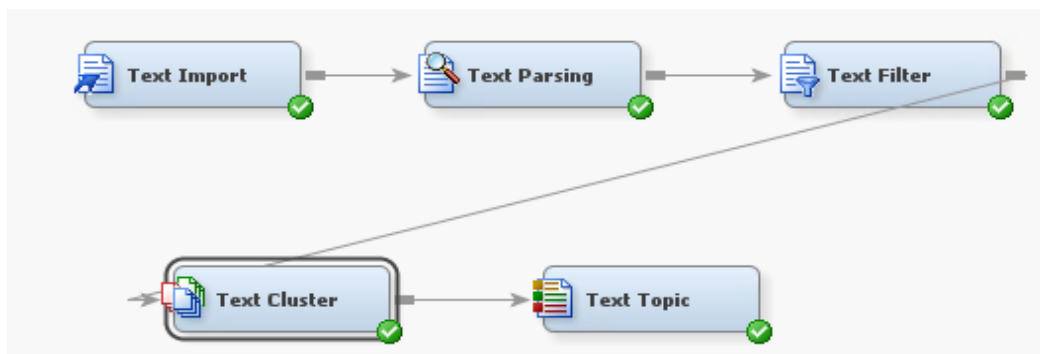 Text Import
Text Parsing
Text Filter
Text Cluster
Text Topic